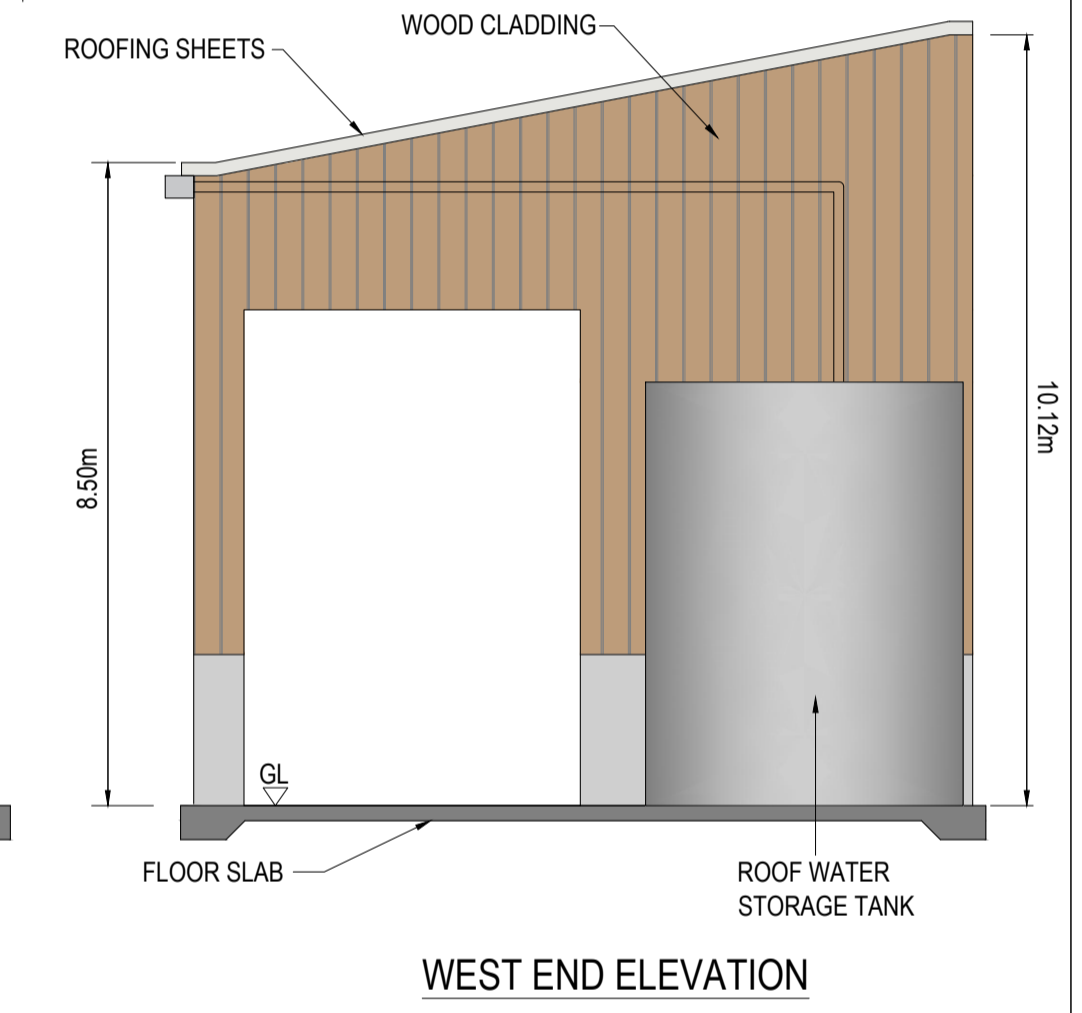 WOOD CLADDING
ROOFING SHEETS
8.50m
10.12m
GL
FLOOR SLAB
ROOF WATER
STORAGE TANK
WEST END ELEVATION